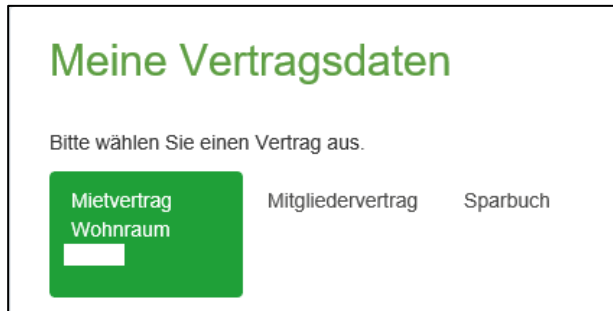 Meine Vertragsdaten
Bitte wählen Sie einen Vertrag aus.
Mietvertrag Mitgliedervertrag Sparbuch
Wohnraum